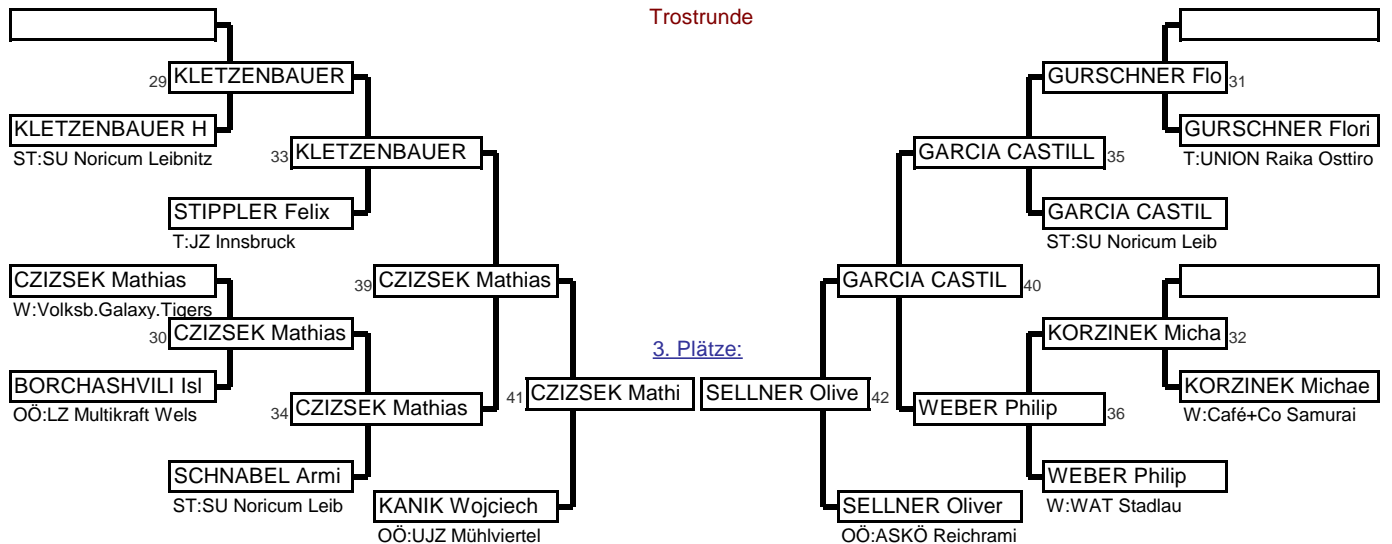 Trostrunde
29 KLETZENBAUER
GURSCHNER Flo 31
KLETZENBAUER H
ST:SU Noricum Leibnitz
33 KLETZENBAUER
GARCIA CASTILL 35
GURSCHNER Flori
T:UNION Raika Osttiro
STIPPLER Felix
T:JZ Innsbruck
GARCIA CASTIL
ST:SU Noricum Leib
CZIZSEK Mathias
W:Volksb.Galaxy.Tigers
39 CZIZSEK Mathias
GARCIA CASTIL 40
30 CZIZSEK Mathias
KORZINEK Micha 32
3. Plätze:
BORCHASHVILI Isl
OÖ:LZ Multikraft Wels
41 CZIZSEK Mathi
SELLNER Olive 42
KORZINEK Michae
W:Café+Co Samurai
34 CZIZSEK Mathias
WEBER Philip 36
SCHNABEL Armi
ST:SU Noricum Leib
WEBER Philip
W:WAT Stadlau
KANIK Wojciech
OÖ:UJZ Mühlviertel
SELLNER Oliver
OÖ:ASKÖ Reichrami